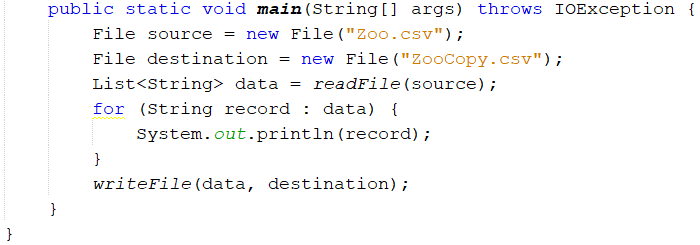 public static void main(String[] args) throws IOException {
File source = new File("Zoo.csv");
File destination = new File("ZooCopy.csv");
List<String> data = readFile(source);
for (String record : data) {
System.out.println(record);
}
writeFile(data, destination);
}
}